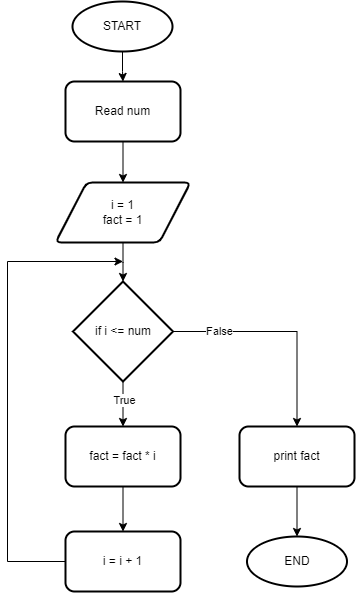 START
Read num
i = 1
fact = 1
if i <= num
False
True
fact = fact * i
print fact
i = i + 1
END